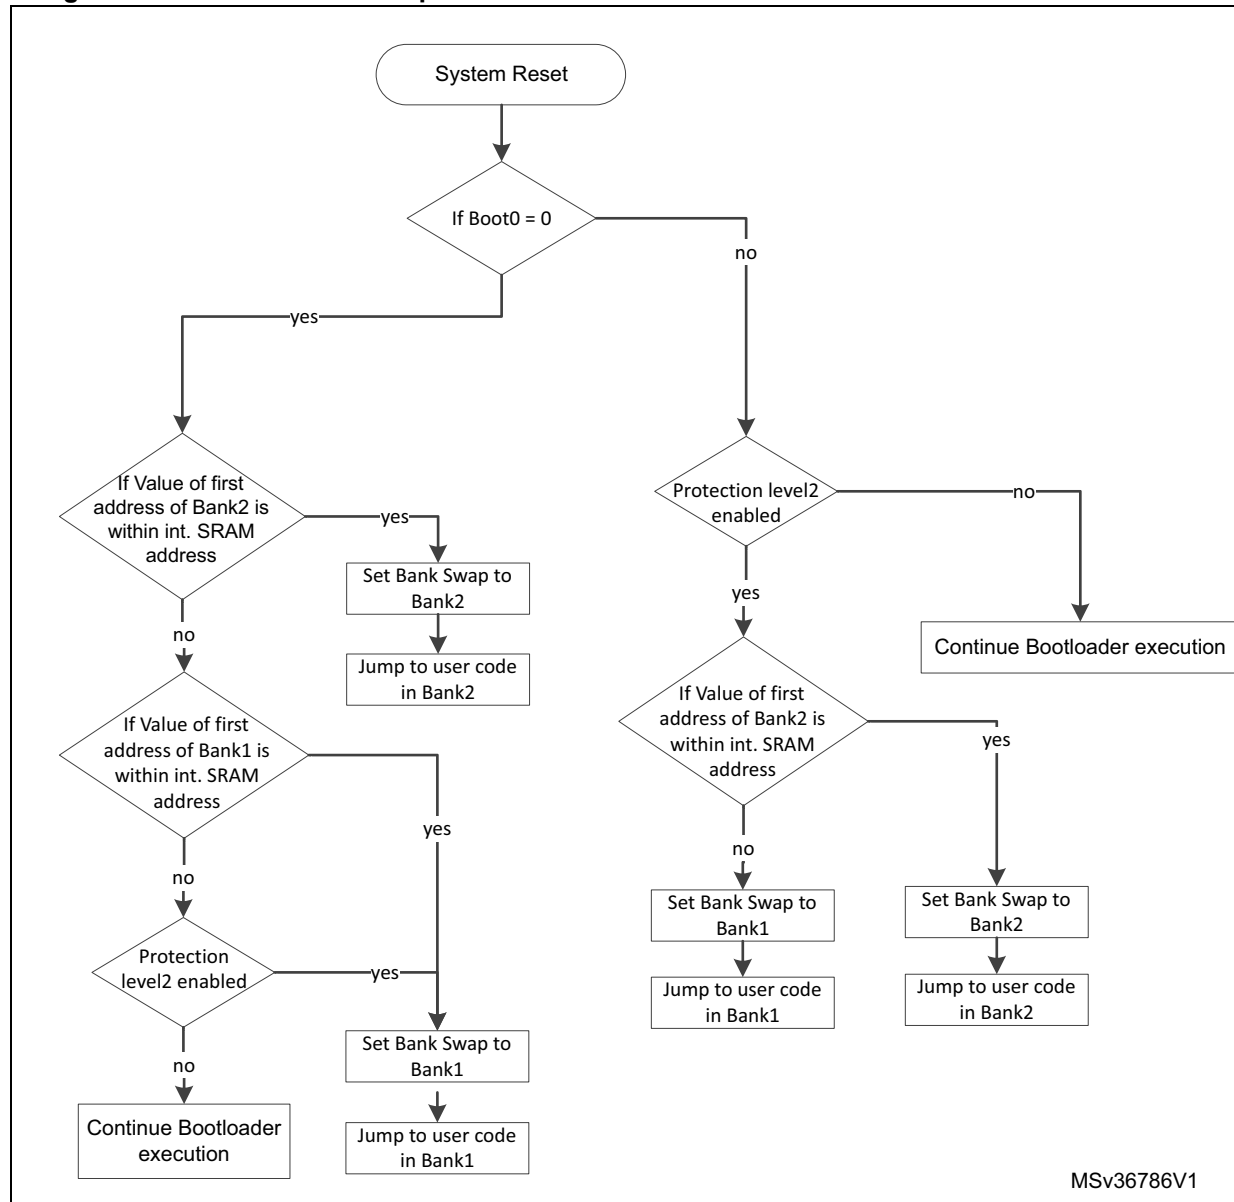 System Reset
If Boot0 = 0
no
yes
If Value of first
address of Bank2 is
within int. SRAM
address
yes
Set Bank Swap to
Bank2
Jump to user code
in Bank2
no
If Value of first
address of Bank1 is
within int. SRAM
address
yes
no
Protection
level2 enabled
yes
Set Bank Swap to
Bank1
Jump to user code
in Bank1
no
Continue Bootloader
execution
Protection level2
enabled
no
Continue Bootloader execution
yes
If Value of first
address of Bank2 is
within int. SRAM
address
yes
no
Set Bank Swap to
Bank1
Jump to user code
in Bank1
Set Bank Swap to
Bank2
Jump to user code
in Bank2
MSv36786V1